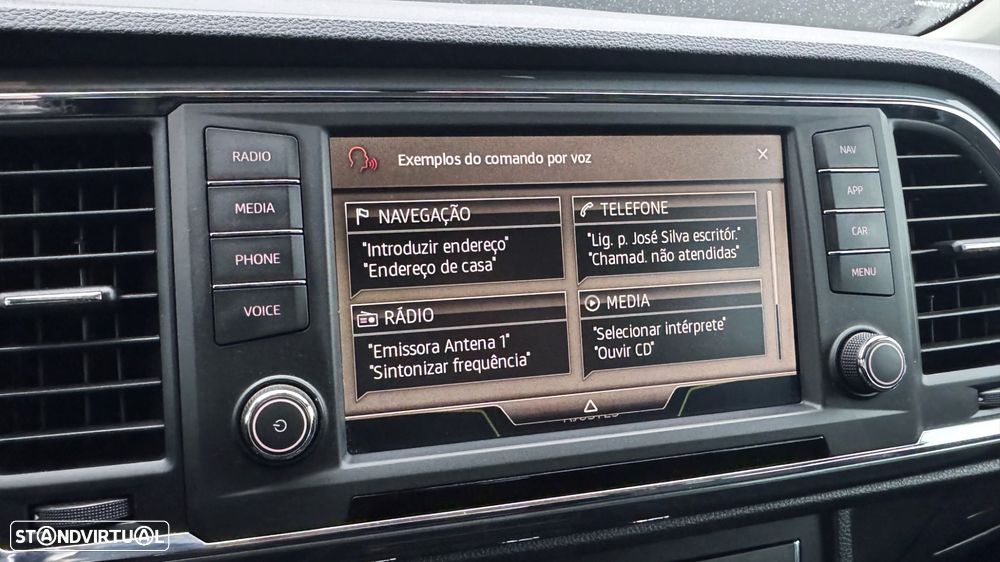 RADIO
MEDIA
PHONE
VOICE
Exemplos do comando por voz
NAVEGAÇÃO
"Introduzir endereço"
"Endereço de casa"
TELEFONE
"Lig. p. José Silva escritór."
"Chamad. não atendidas"
RÁDIO
"Emissora Antena 1"
"Sintonizar frequência"
MEDIA
"Selecionar intérprete"
"Ouvir CD"
NAV
APP
CAR
MENU
STANDVIRTUAL